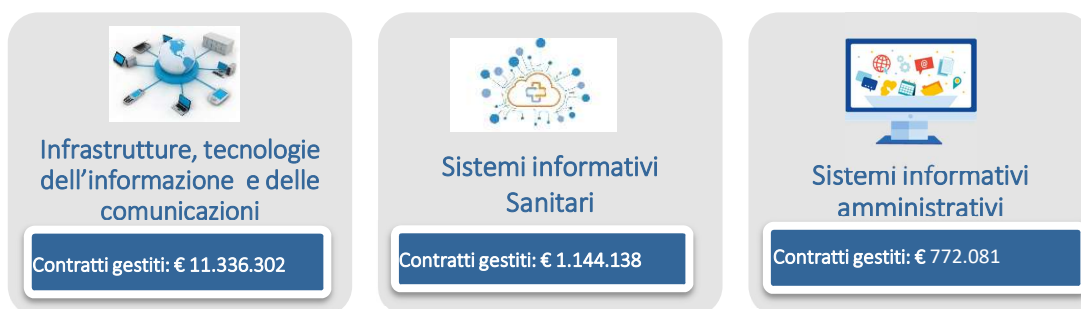 Infrastrutture, tecnologie
dell’informazione e delle
comunicazioni
Contratti gestiti: € 11.336.302
Sistemi informativi
Sanitari
Contratti gestiti: € 1.144.138
Sistemi informativi
amministrativi
Contratti gestiti: € 772.081